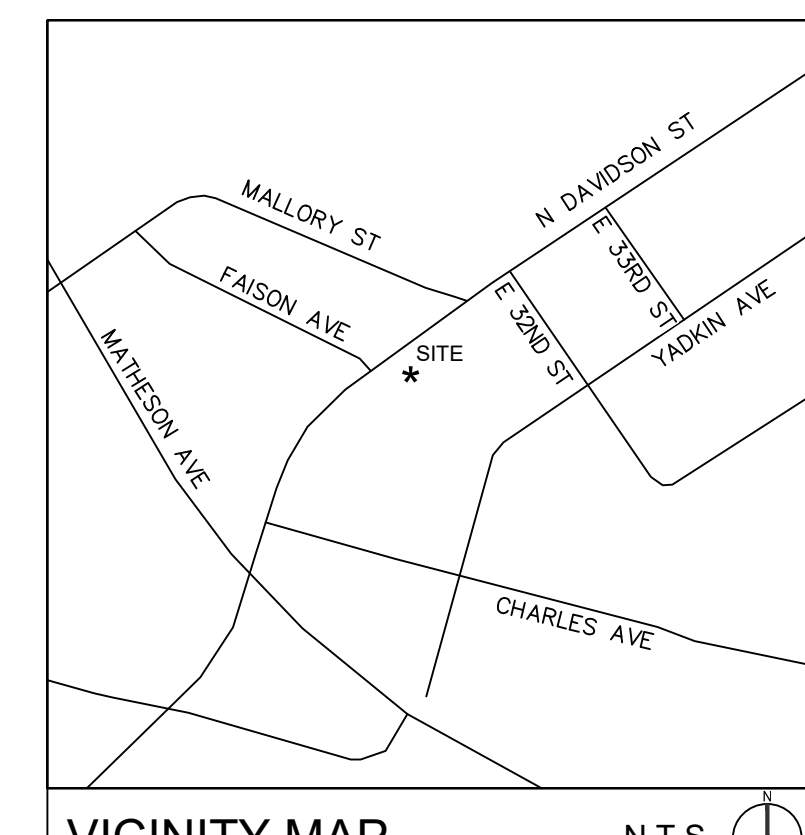 N DAVIDSON ST
MALLORY ST
E 33RD ST
FAISON AVE
E 32ND ST
YADKIN AVE
SITE
*
MATHESON AVE
CHARLES AVE
N
VICINITY MAP
N.T.S.